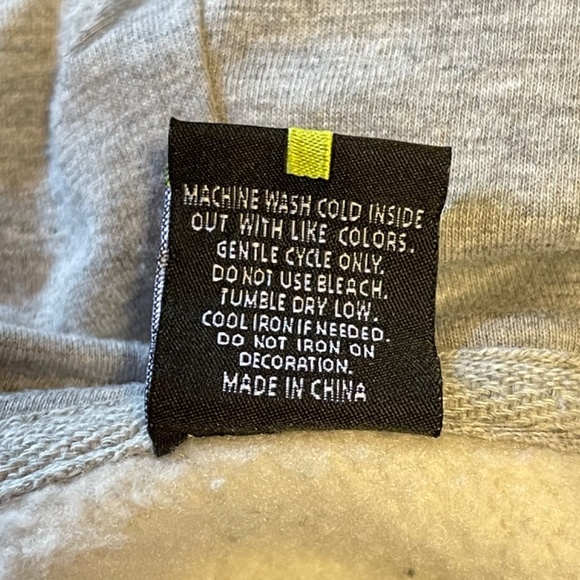 MACHINE WASH COLD INSIDE
OUT WITH LIKE COLORS.
GENTLE CYCLE ONLY.
DO NOT USE BLEACH.
TUMBLE DRY LOW.
COOL IRON IF NEEDED.
DO NOT IRON ON
DECORATION.
MADE IN CHINA